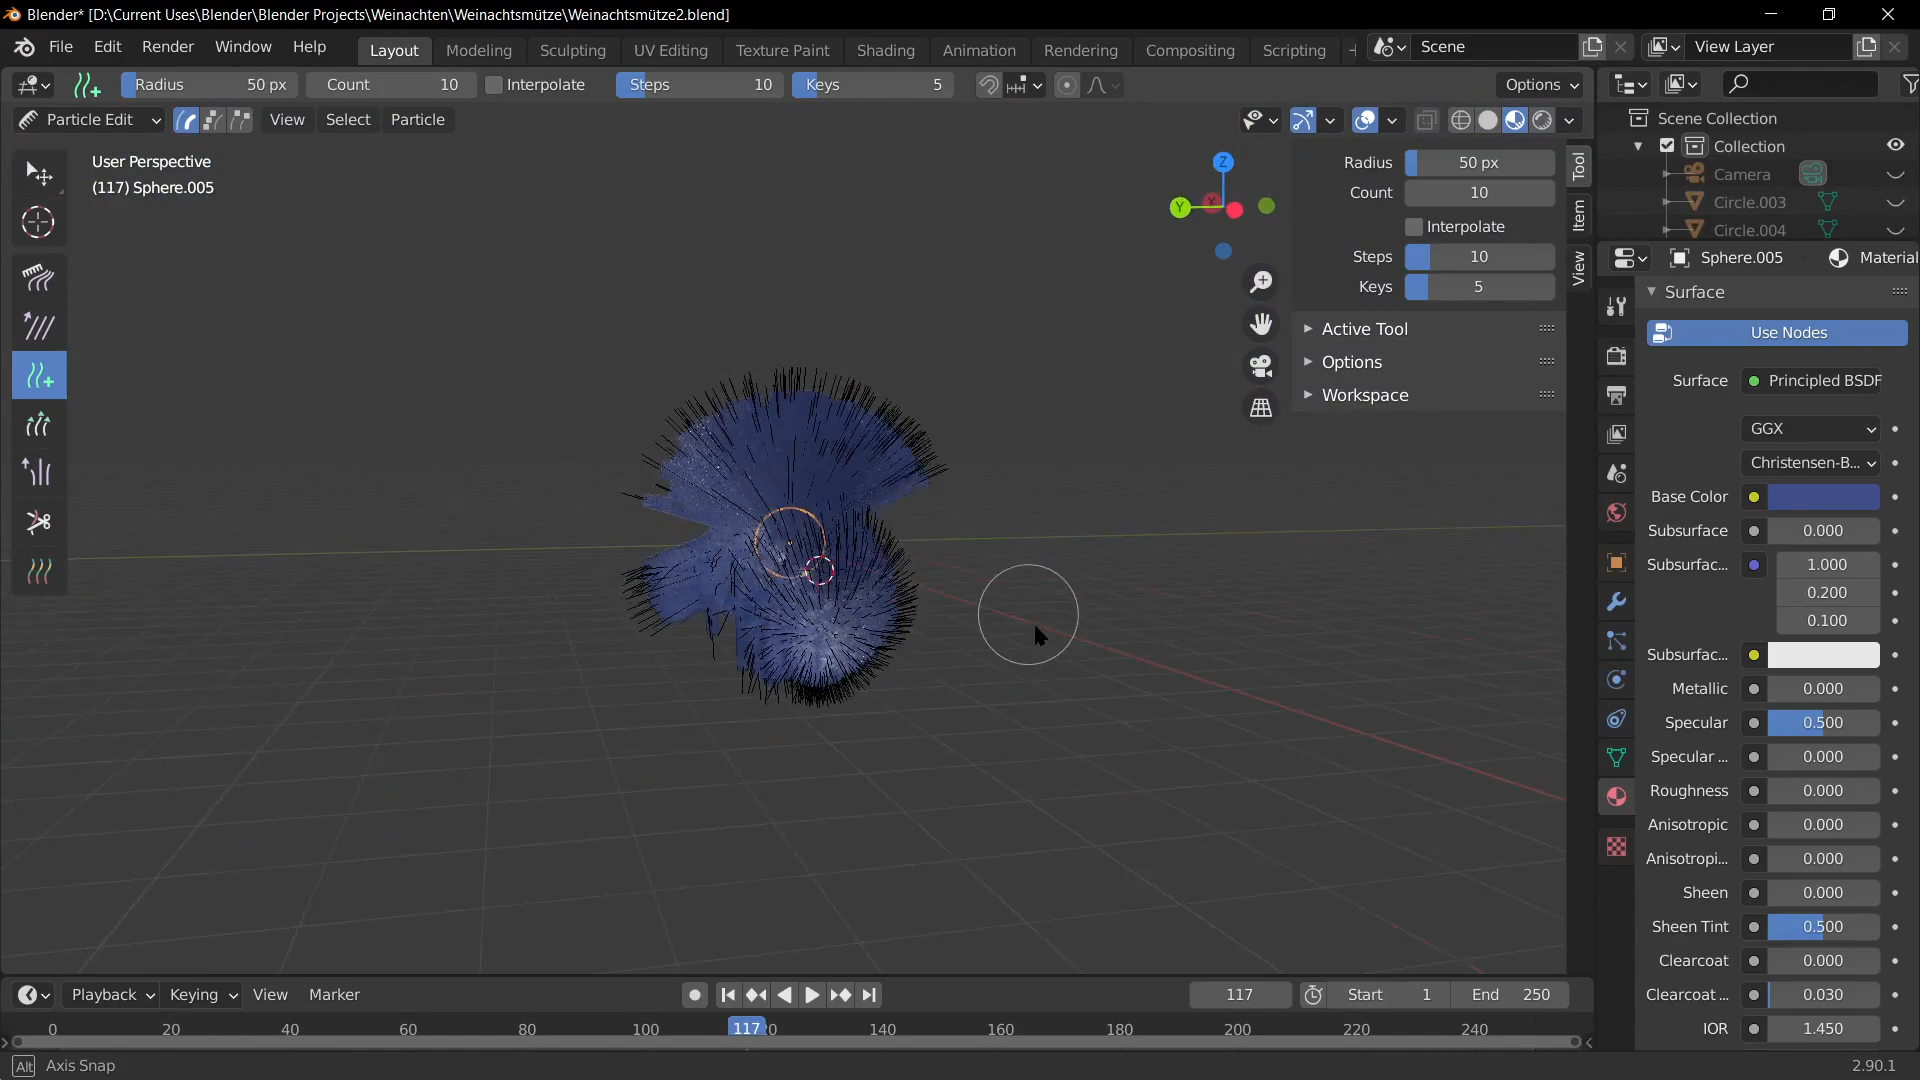 Blender* [D:\Current Uses\Blender\Blender Projects\Weinachten\Weinachtsmütze\Weinachtsmütze2.blend]
File Edit Render Window Help Layout Modeling Sculpting UV Editing Texture Paint Shading Animation Rendering Compositing Scripting Scene View Layer
Radius 50 px Count 10 Interpolate Steps 10 Keys 5 Options
Particle Edit View Select Particle
User Perspective
(117) Sphere.005
Z
Y
X
Radius 50 px
Count 10
Interpolate
Steps 10
Keys 5
Active Tool
Options
Workspace
Tool
Item
View
Scene Collection
Collection
Camera
Circle.003
Circle.004
Sphere.005 Material
Surface
Use Nodes
Surface Principled BSDF
GGX
Christensen-B...
Base Color
Subsurface 0.000
Subsurfac... 1.000
0.200
0.100
Subsurfac...
Metallic 0.000
Specular 0.500
Specular ... 0.000
Roughness 0.000
Anisotropic 0.000
Anisotropi... 0.000
Sheen 0.000
Sheen Tint 0.500
Clearcoat 0.000
Clearcoat ... 0.030
IOR 1.450
Playback Keying View Marker 117 Start 1 End 250
0 20 40 60 80 100 117 140 160 180 200 220 240
Alt Axis Snap 2.90.1